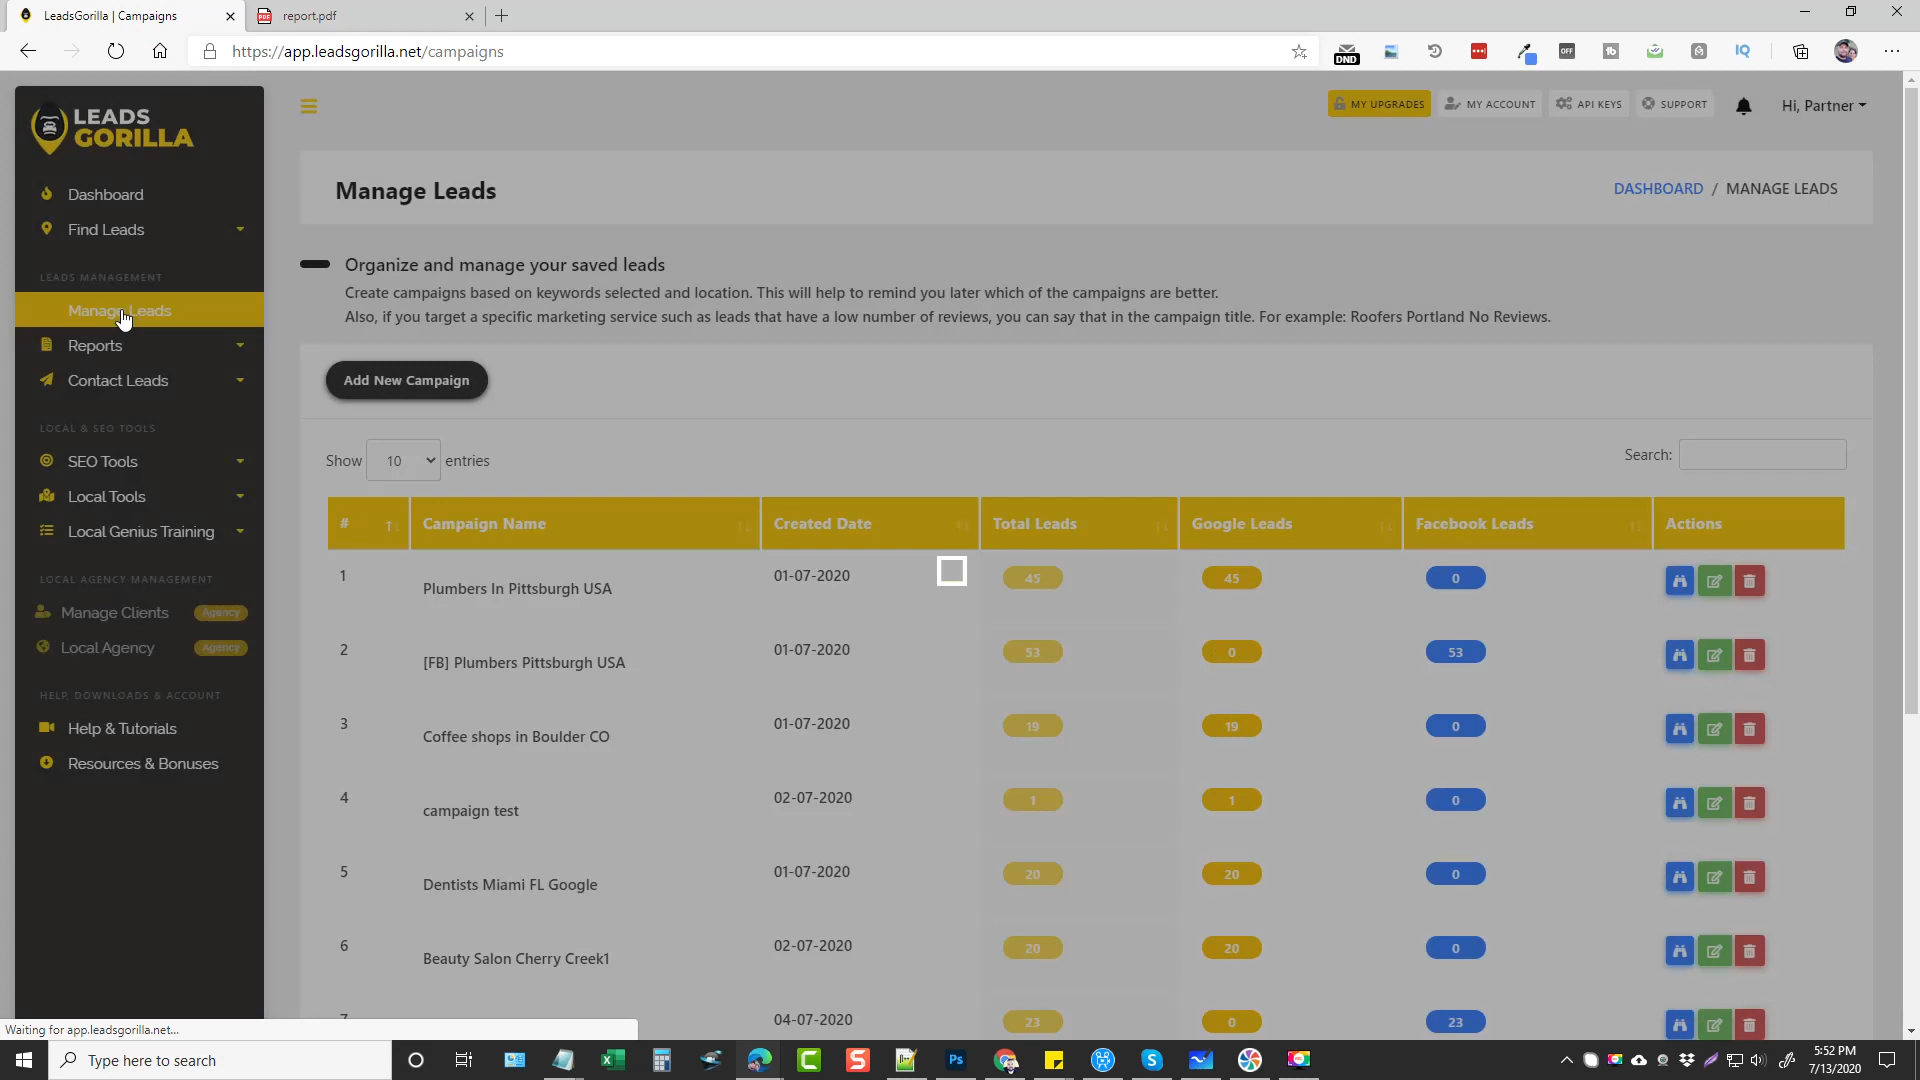 LeadsGorilla | Campaigns
report.pdf
https://app.leadsgorilla.net/campaigns
DND
OFF
IQ
LEADS
GORILLA
MY UPGRADES
MY ACCOUNT
API KEYS
SUPPORT
Hi, Partner
Dashboard
Find Leads
LEADS MANAGEMENT
Manage Leads
Reports
Contact Leads
LOCAL & SEO TOOLS
SEO Tools
Local Tools
Local Genius Training
LOCAL AGENCY MANAGEMENT
Manage Clients Agency
Local Agency Agency
HELP, DOWNLOADS & ACCOUNT
Help & Tutorials
Resources & Bonuses
Manage Leads
DASHBOARD / MANAGE LEADS
Organize and manage your saved leads
Create campaigns based on keywords selected and location. This will help to remind you later which of the campaigns are better.
Also, if you target a specific marketing service such as leads that have a low number of reviews, you can say that in the campaign title. For example: Roofers Portland No Reviews.
Add New Campaign
Show 10 entries
Search:
# Campaign Name Created Date Total Leads Google Leads Facebook Leads Actions
1 Plumbers In Pittsburgh USA 01-07-2020 45 45 0
2 [FB] Plumbers Pittsburgh USA 01-07-2020 53 0 53
3 Coffee shops in Boulder CO 01-07-2020 19 19 0
4 campaign test 02-07-2020 1 1 0
5 Dentists Miami FL Google 01-07-2020 20 20 0
6 Beauty Salon Cherry Creek1 02-07-2020 20 20 0
7 04-07-2020 23 0 23
Waiting for app.leadsgorilla.net...
Type here to search
Ps
5:52 PM
7/13/2020